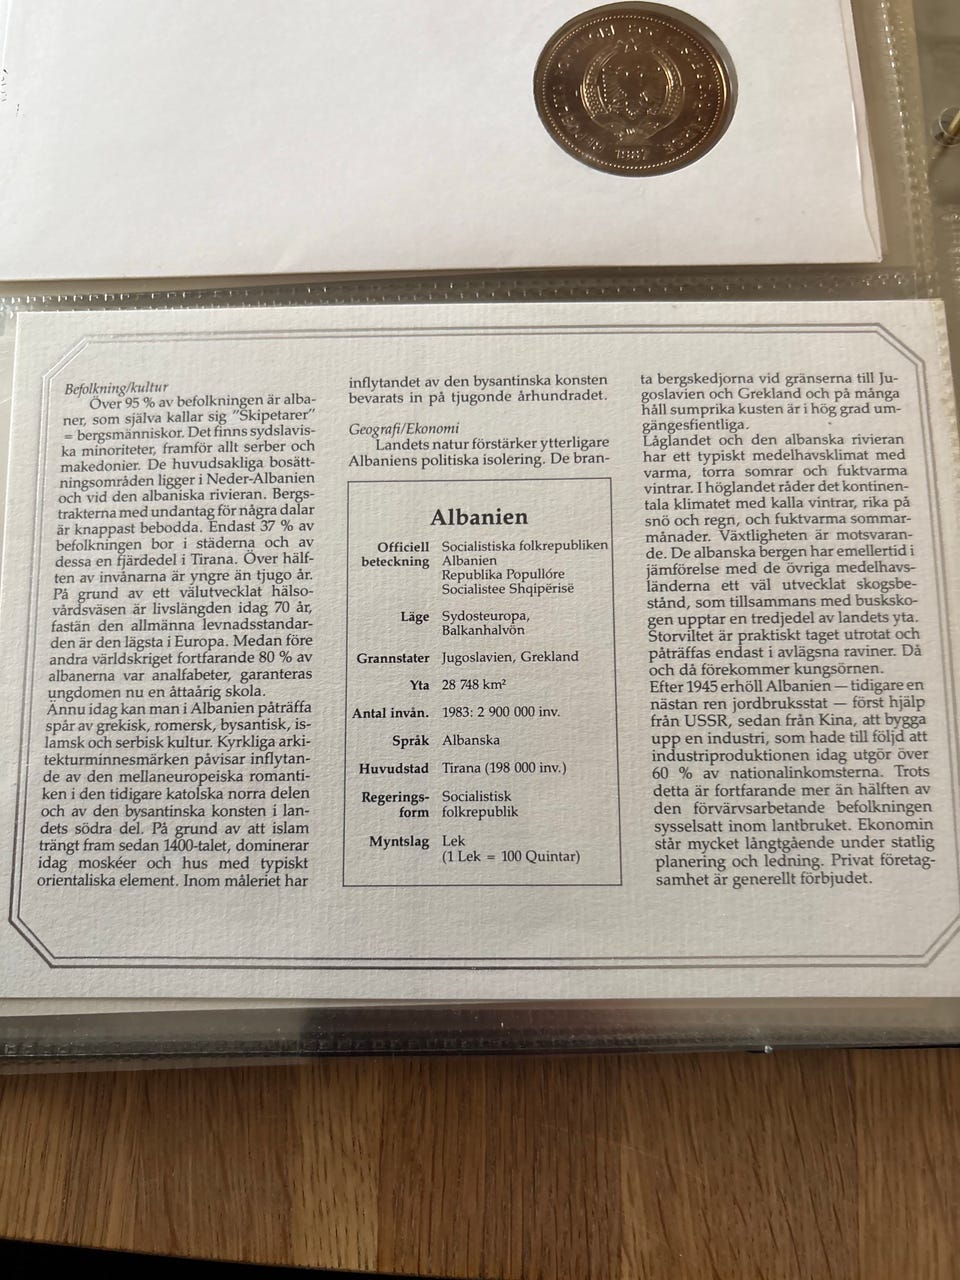 1987
Befolkning/kultur
Över 95 % av befolkningen är alba-
ner, som själva kallar sig "Skipetarer"
= bergsmänniskor. Det finns sydslavis-
ka minoriteter, framför allt serber och
makedonier. De huvudsakliga bosätt-
ningsområden ligger i Neder-Albanien
och vid den albaniska rivieran. Bergs-
trakterna med undantag för några dalar
är knappast bebodda. Endast 37 % av
befolkningen bor i städerna och av
dessa en fjärdedel i Tirana. Över hälf-
ten av invånarna är yngre än tjugo år.
På grund av ett välutvecklat hälso-
vårdsväsen är livslängden idag 70 år,
fastän den allmänna levnadsstandar-
den är den lägsta i Europa. Medan före
andra världskriget fortfarande 80 % av
albanerna var analfabeter, garanteras
ungdomen nu en åttaårig skola.
Ännu idag kan man i Albanien påträffa
spår av grekisk, romersk, bysantisk, is-
lamsk och serbisk kultur. Kyrkliga arki-
tekturminnesmärken påvisar inflytan-
de av den mellaneuropeiska romanti-
ken i den tidigare katolska norra delen
och av den bysantinska konsten i lan-
dets södra del. På grund av att islam
trängt fram sedan 1400-talet, dominerar
idag moskéer och hus med typiskt
orientaliska element. Inom måleriet har
inflytandet av den bysantinska konsten
bevarats in på tjugonde århundradet.
Geografi/Ekonomi
Landets natur förstärker ytterligare
Albaniens politiska isolering. De bran-
Albanien
Officiell Socialistiska folkrepubliken
beteckning Albanien
Republika Popullóre
Socialistee Shqipërisë
Läge Sydosteuropa,
Balkanhalvön
Grannstater Jugoslavien, Grekland
Yta 28 748 km²
Antal invån. 1983: 2 900 000 inv.
Språk Albanska
Huvudstad Tirana (198 000 inv.)
Regerings- Socialistisk
form folkrepublik
Myntslag Lek
(1 Lek = 100 Quintar)
ta bergskedjorna vid gränserna till Ju-
goslavien och Grekland och på många
håll sumprika kusten är i hög grad um-
gängesfientliga.
Låglandet och den albanska rivieran
har ett typiskt medelhavsklimat med
varma, torra somrar och fuktvarma
vintrar. I höglandet råder det kontinen-
tala klimatet med kalla vintrar, rika på
snö och regn, och fuktvarma sommar-
månader. Växtligheten är motsvaran-
de. De albanska bergen har emellertid i
jämförelse med de övriga medelhavs-
länderna ett väl utvecklat skogsbe-
stånd, som tillsammans med busksko-
gen upptar en tredjedel av landets yta.
Storviltet är praktiskt taget utrotat och
påträffas endast i avlägsna raviner. Då
och då förekommer kungsörnen.
Efter 1945 erhöll Albanien — tidigare en
nästan ren jordbruksstat — först hjälp
från USSR, sedan från Kina, att bygga
upp en industri, som hade till följd att
industriproduktionen idag utgör över
60 % av nationalinkomsterna. Trots
detta är fortfarande mer än hälften av
den förvärvsarbetande befolkningen
sysselsatt inom lantbruket. Ekonomin
står mycket långtgående under statlig
planering och ledning. Privat företag-
samhet är generellt förbjudet.